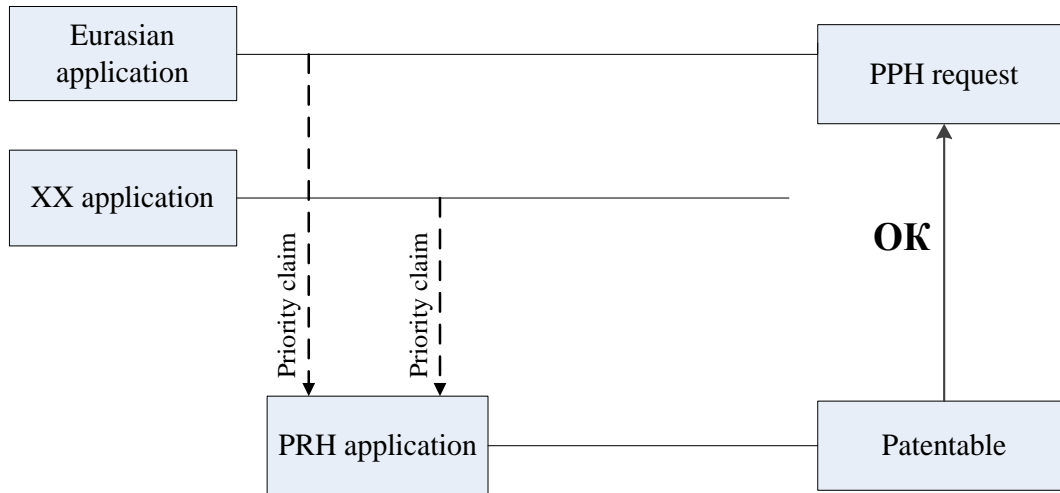 Eurasian
application
PPH request
XX application
OK
Priority claim
Priority claim
PRH application
Patentable